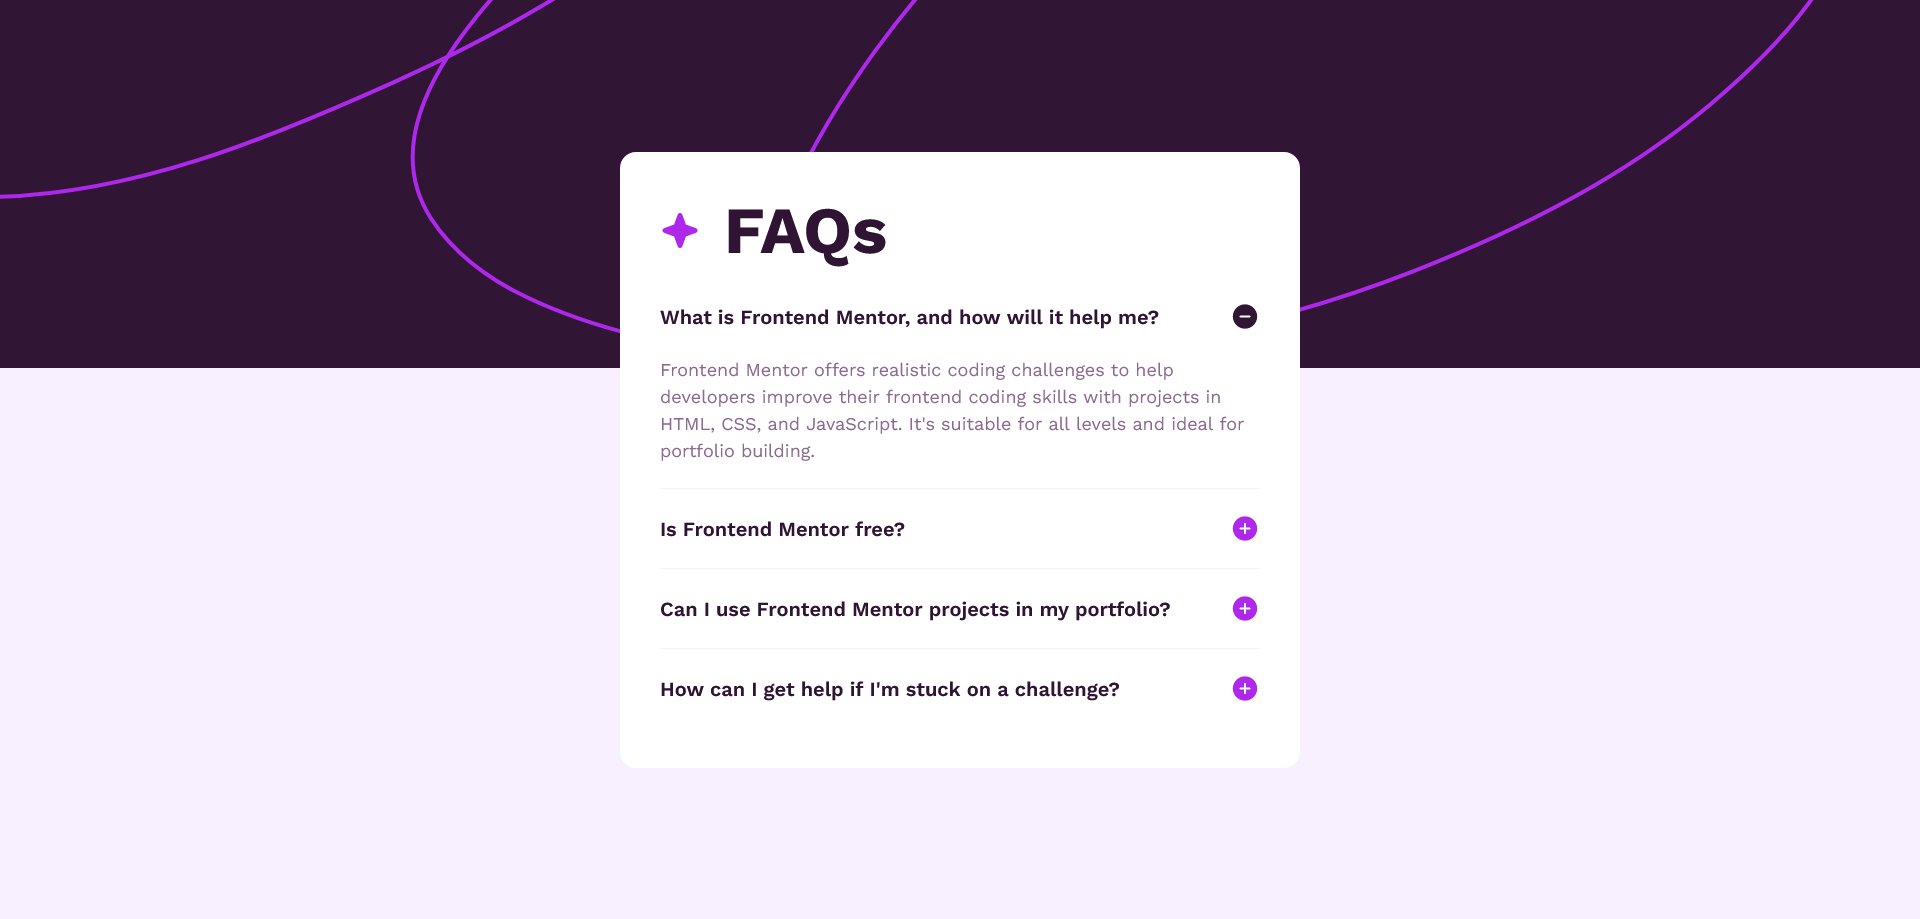 FAQs
What is Frontend Mentor, and how will it help me?
Frontend Mentor offers realistic coding challenges to help
developers improve their frontend coding skills with projects in
HTML, CSS, and JavaScript. It's suitable for all levels and ideal for
portfolio building.
Is Frontend Mentor free?
Can I use Frontend Mentor projects in my portfolio?
How can I get help if I'm stuck on a challenge?